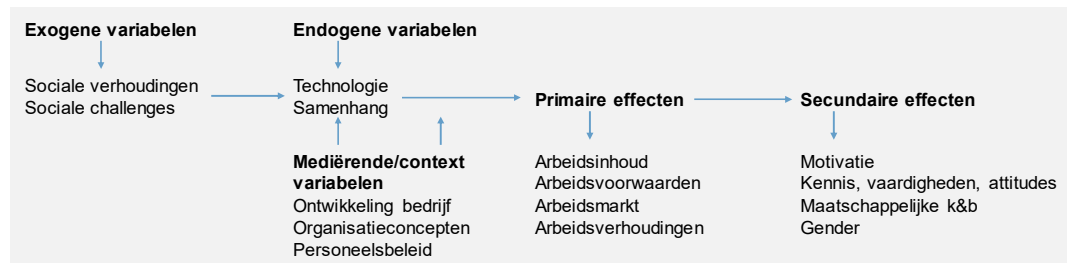 Exogene variabelen
Sociale verhoudingen
Sociale challenges
Endogene variabelen
Technologie
Samenhang
Mediërende/context
variabelen
Ontwikkeling bedrijf
Organisatieconcepten
Personeelsbeleid
Primaire effecten
Arbeidsinhoud
Arbeidsvoorwaarden
Arbeidsmarkt
Arbeidsverhoudingen
Secundaire effecten
Motivatie
Kennis, vaardigheden, attitudes
Maatschappelijke k&b
Gender